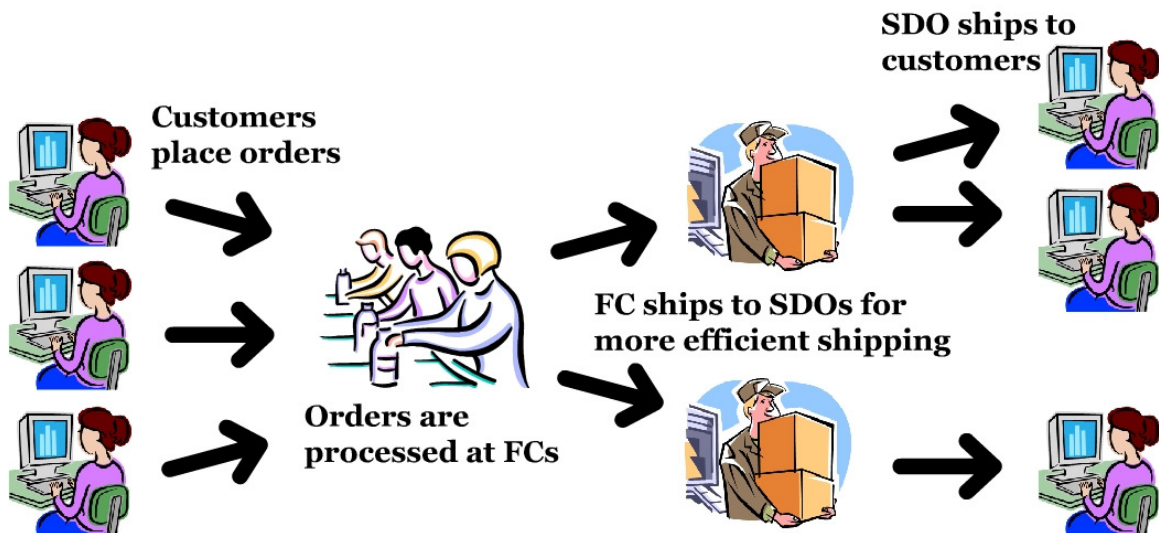 Customers
place orders
Orders are
processed at FCs
FC ships to SDOs for
more efficient shipping
SDO ships to
customers